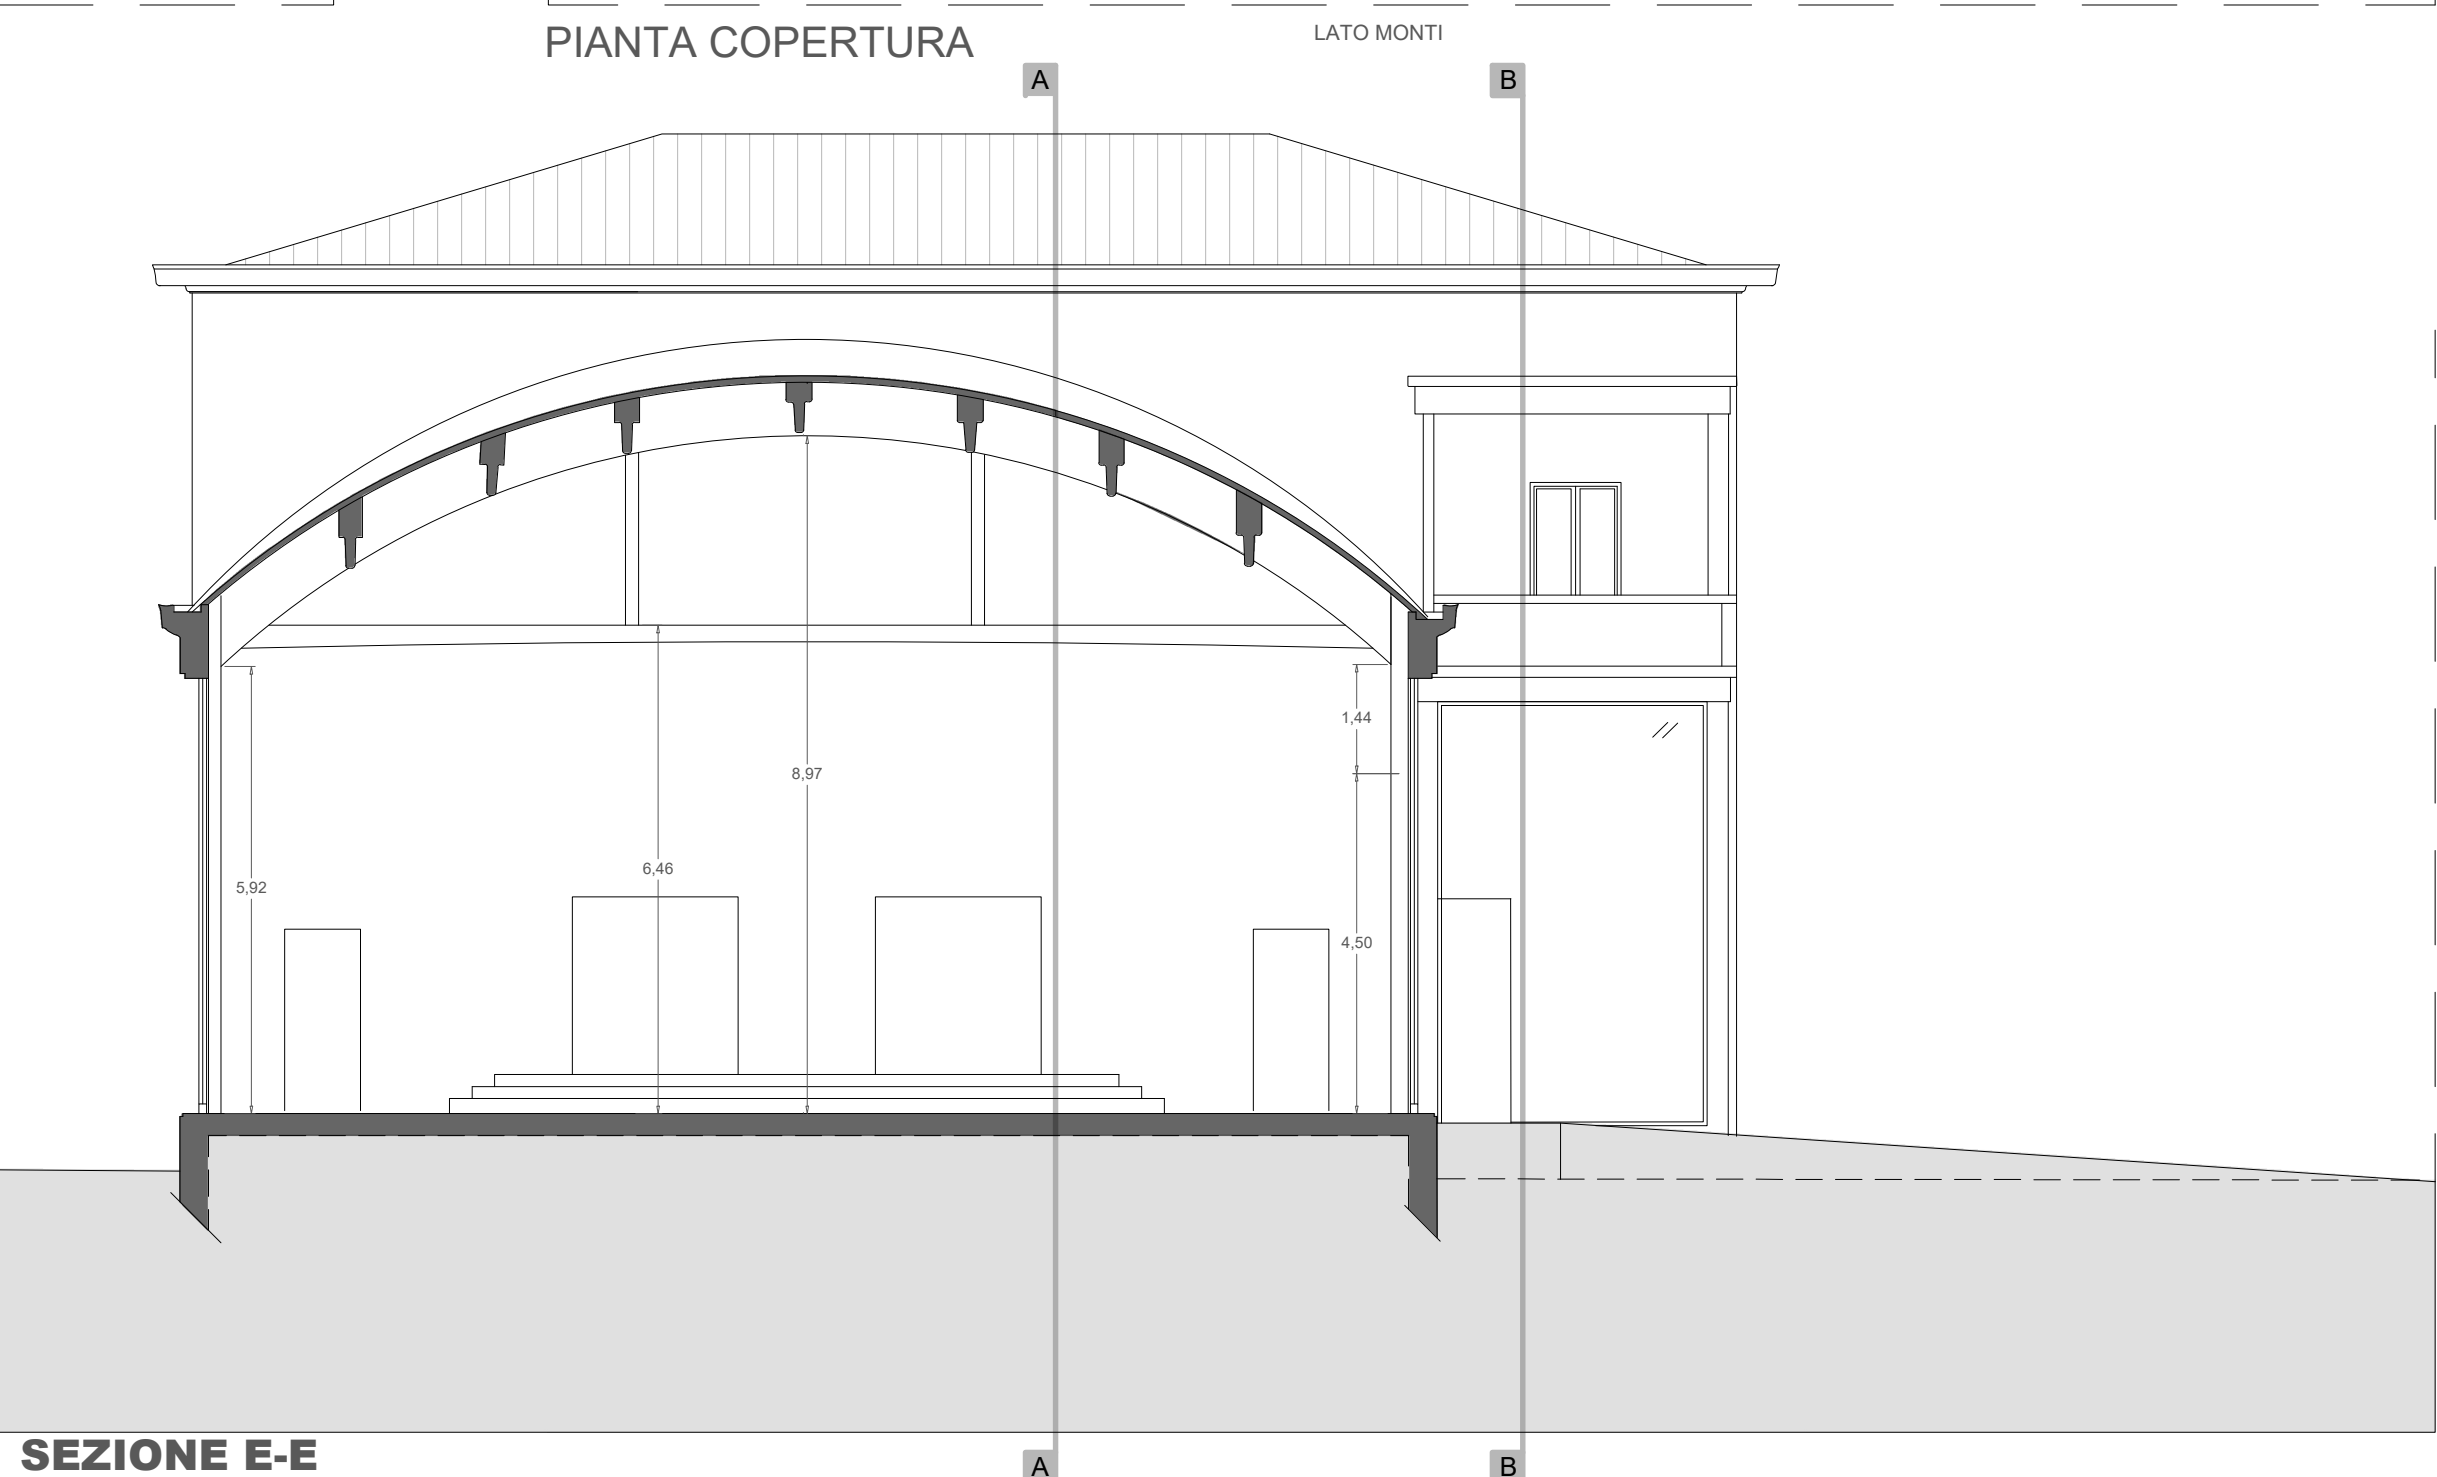 PIANTA COPERTURA
LATO MONTI
A
B
1,44
8,97
6,46
5,92
4,50
SEZIONE E-E
A
B